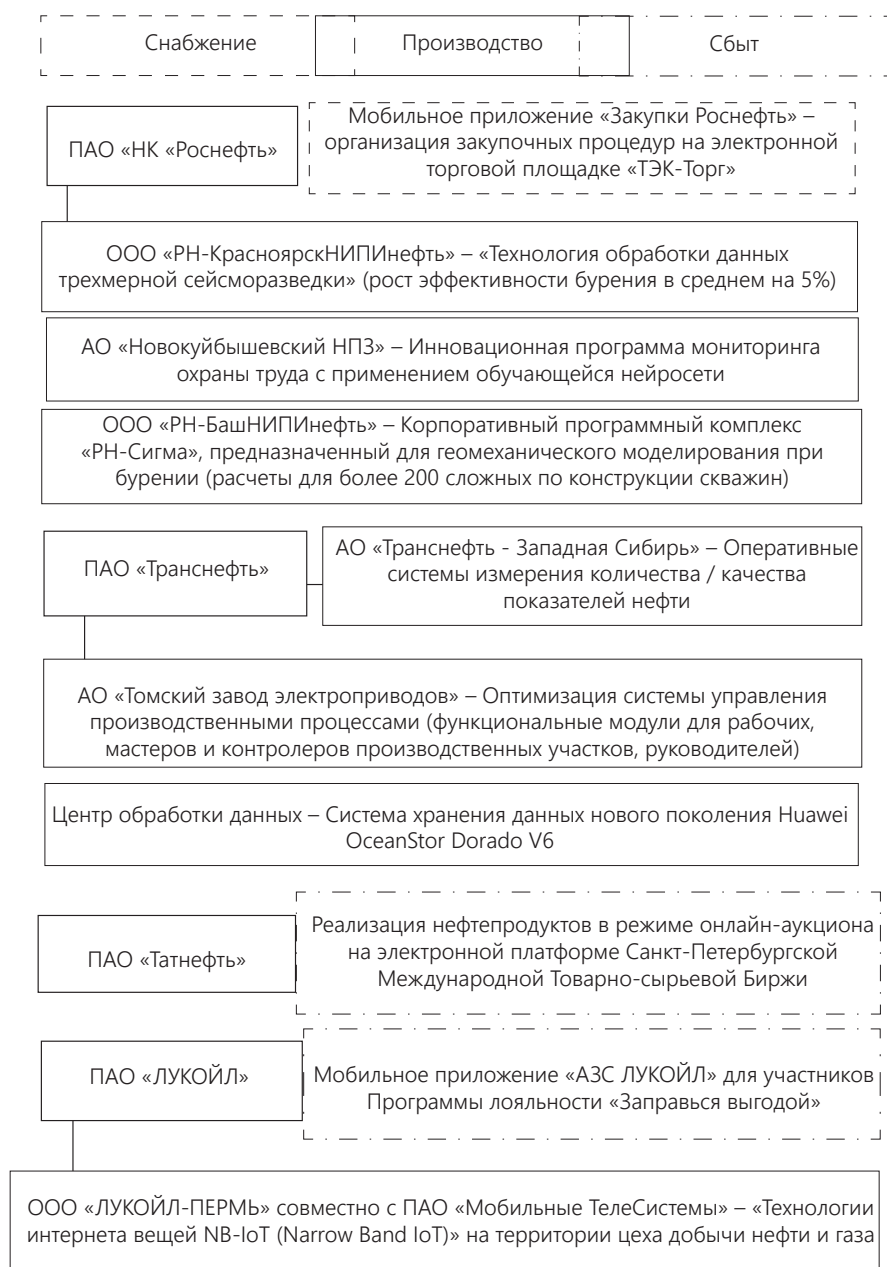 Снабжение
Производство
Сбыт
ПАО «НК «Роснефть»
Мобильное приложение «Закупки Роснефть» –
организация закупочных процедур на электронной
торговой площадке «ТЭК-Торг»
ООО «РН-КрасноярскНИПИнефть» – «Технология обработки данных
трехмерной сейсморазведки» (рост эффективности бурения в среднем на 5%)
АО «Новокуйбышевский НПЗ» – Инновационная программа мониторинга
охраны труда с применением обучающейся нейросети
ООО «РН-БашНИПИнефть» – Корпоративный программный комплекс
«РН-Сигма», предназначенный для геомеханического моделирования при
бурении (расчеты для более 200 сложных по конструкции скважин)
ПАО «Транснефть»
АО «Транснефть - Западная Сибирь» – Оперативные
системы измерения количества / качества
показателей нефти
АО «Томский завод электроприводов» – Оптимизация системы управления
производственными процессами (функциональные модули для рабочих,
мастеров и контролеров производственных участков, руководителей)
Центр обработки данных – Система хранения данных нового поколения Huawei
OceanStor Dorado V6
ПАО «Татнефть»
Реализация нефтепродуктов в режиме онлайн-аукциона
на электронной платформе Санкт-Петербургской
Международной Товарно-сырьевой Биржи
ПАО «ЛУКОЙЛ»
Мобильное приложение «АЗС ЛУКОЙЛ» для участников
Программы лояльности «Заправься выгодой»
ООО «ЛУКОЙЛ-ПЕРМЬ» совместно с ПАО «Мобильные ТелеСистемы» – «Технологии
интернета вещей NB-IoT (Narrow Band IoT)» на территории цеха добычи нефти и газа